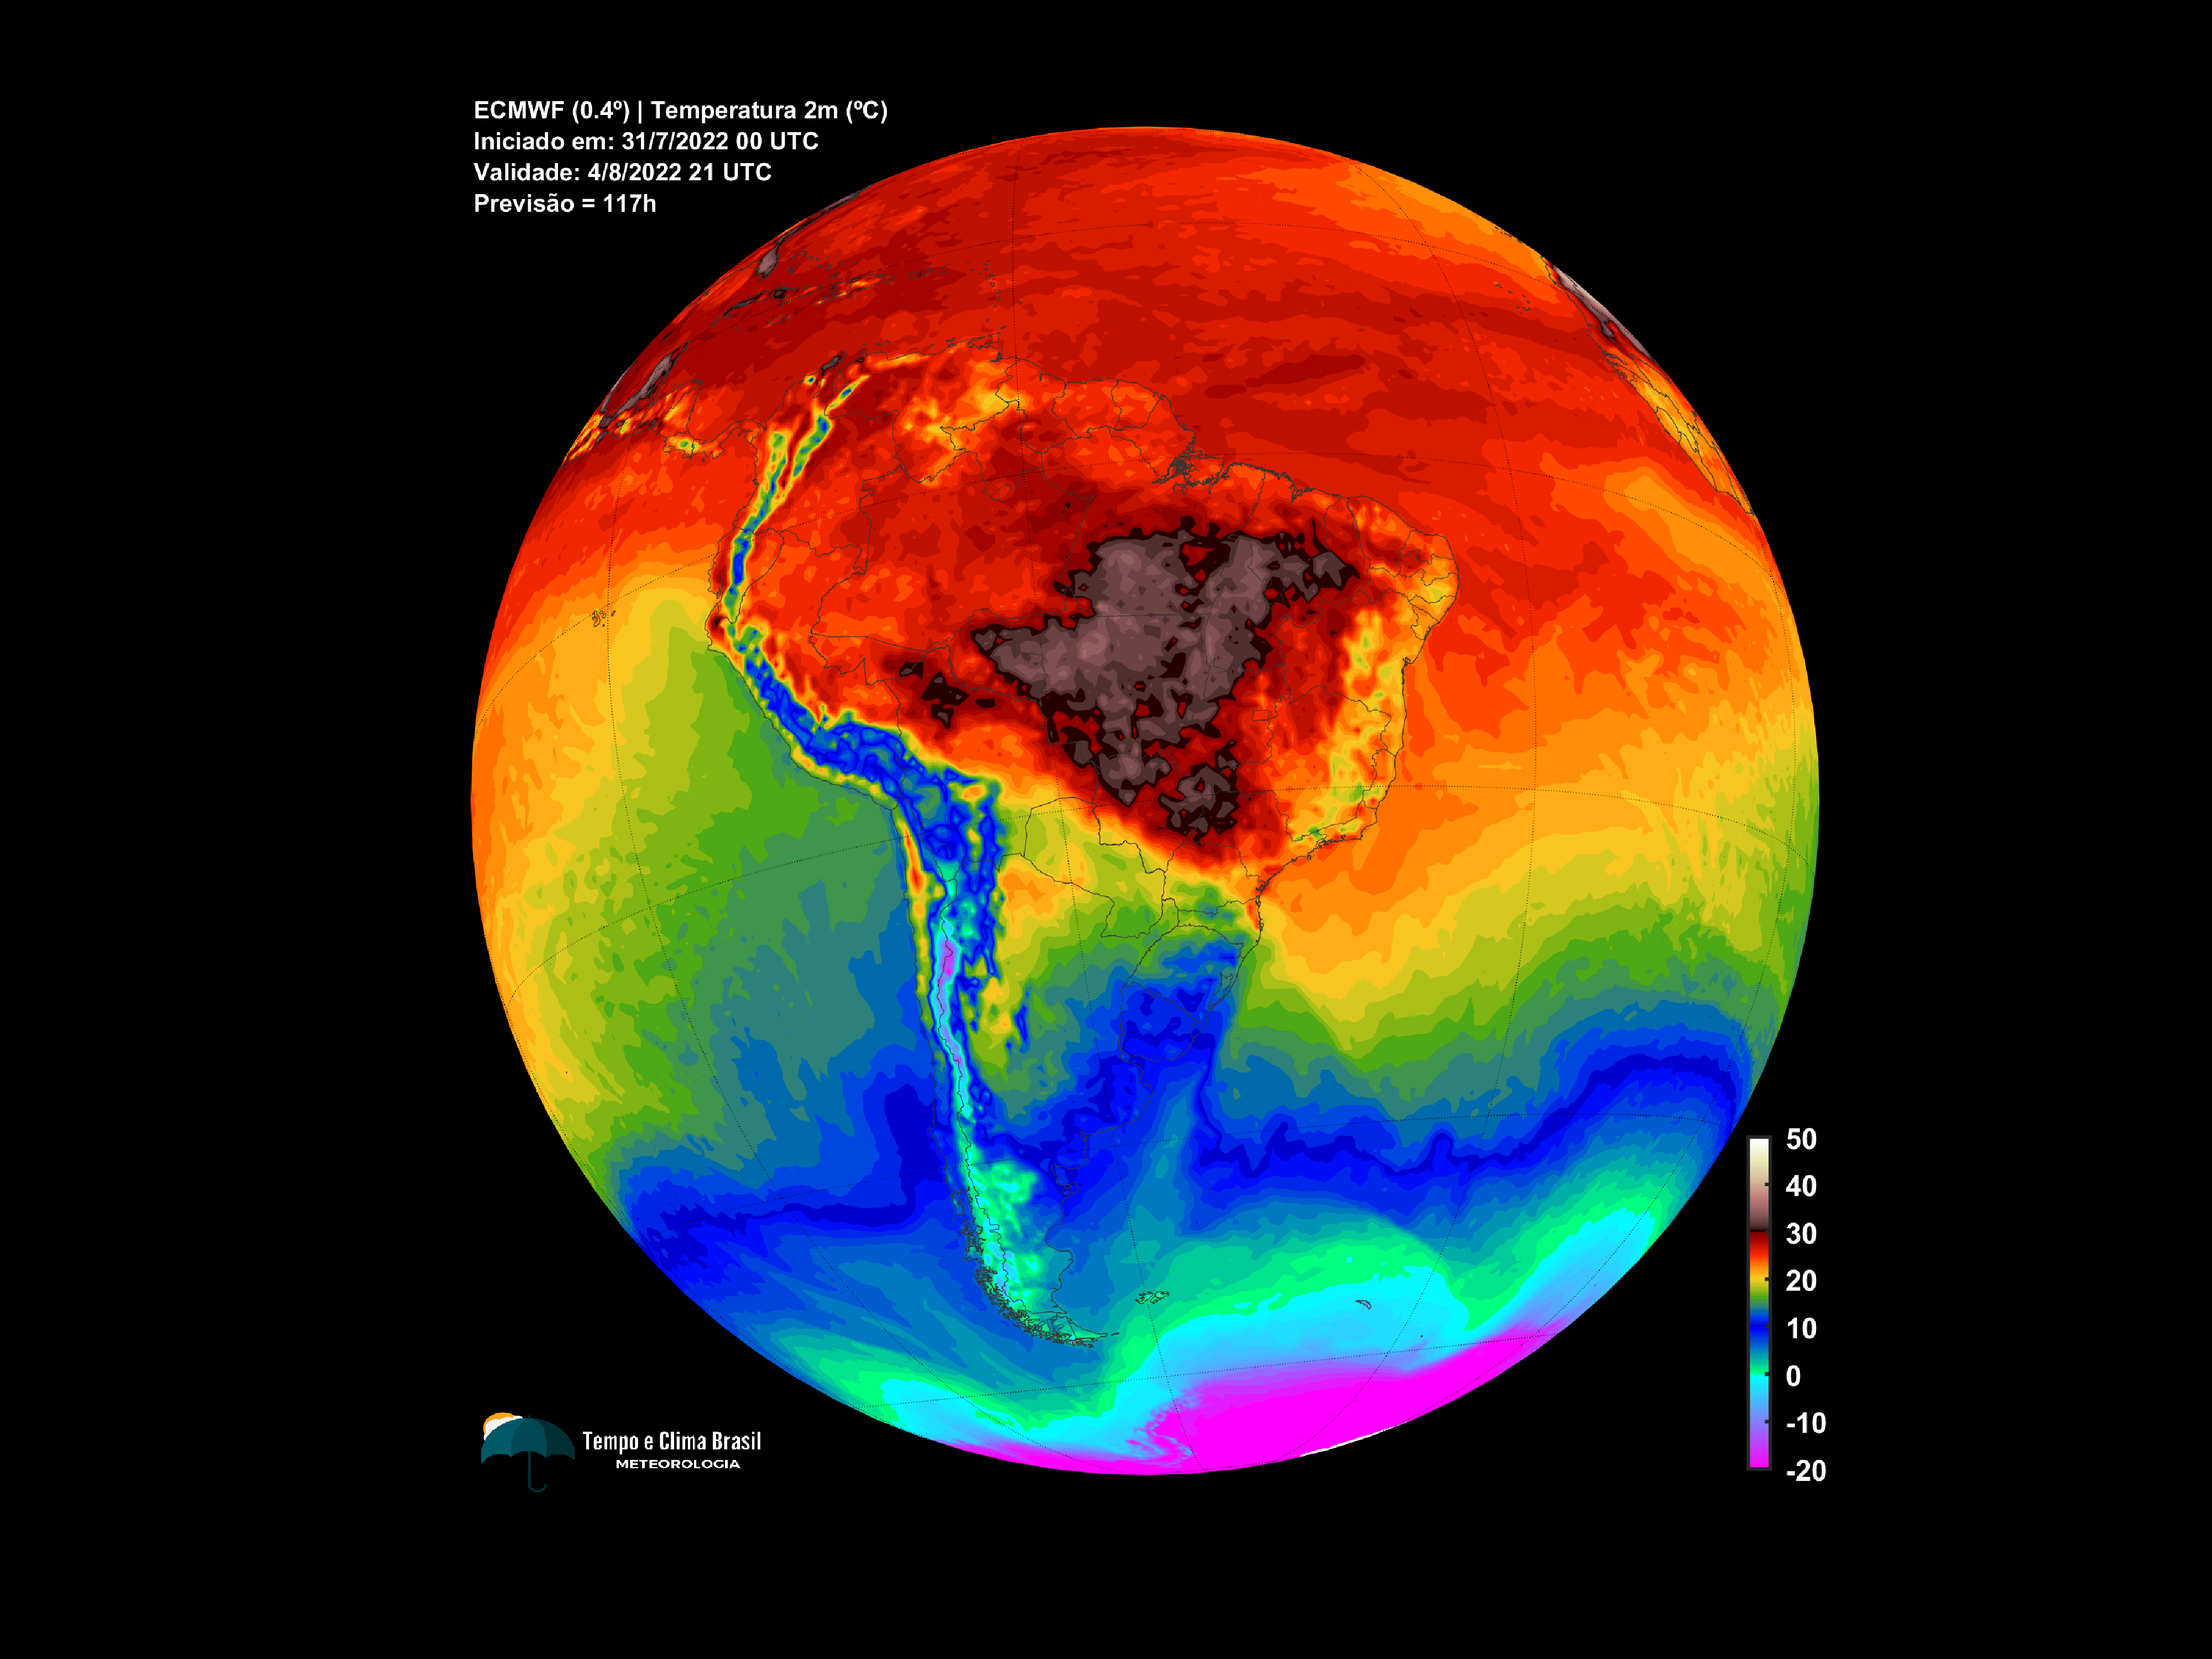 ECMWF (0.4º) | Temperatura 2m (ºC)
Iniciado em: 31/7/2022 00 UTC
Validade: 4/8/2022 21 UTC
Previsão = 117h
50
40
30
20
10
0
-10
-20
Tempo e Clima Brasil
METEOROLOGIA